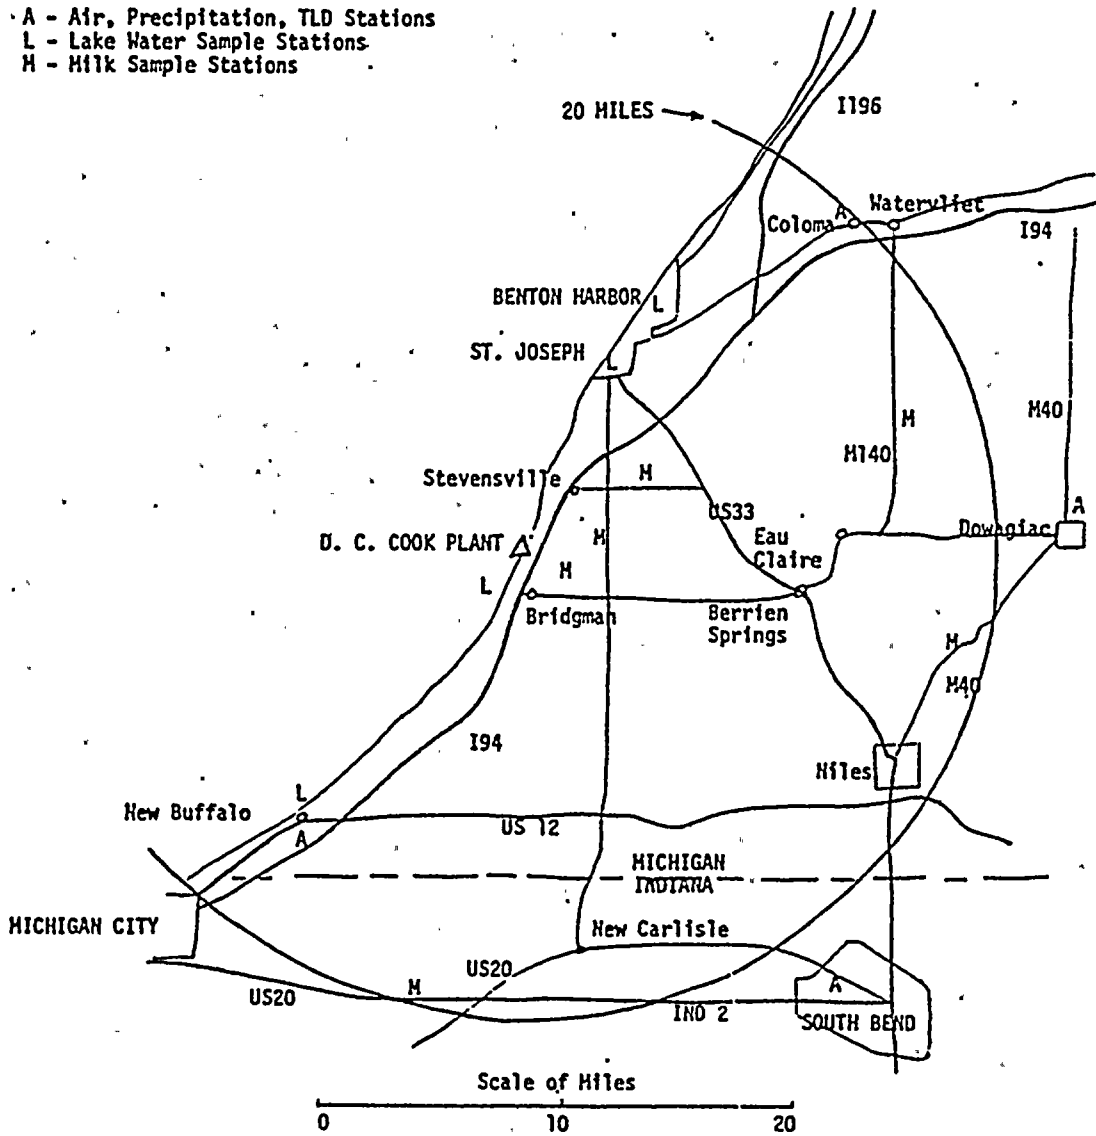 A - Air, Precipitation, TLD Stations
L - Lake Water Sample Stations
M - Milk Sample Stations
20 MILES
I196
A
Watervliet
Coloma
I94
BENTON HARBOR
L
ST. JOSEPH
L
M40
M
M140
Stevensville
M
US33
A
D. C. COOK PLANT
M
Eau
Claire
Dowagiac
M
L
Bridgman
Berrien
Springs
M
M40
I94
Niles
L
New Buffalo
US 12
A
MICHIGAN
INDIANA
MICHIGAN CITY
New Carlisle
US20
US20
M
A
IND 2
SOUTH BEND
Scale of Miles
0
10
20